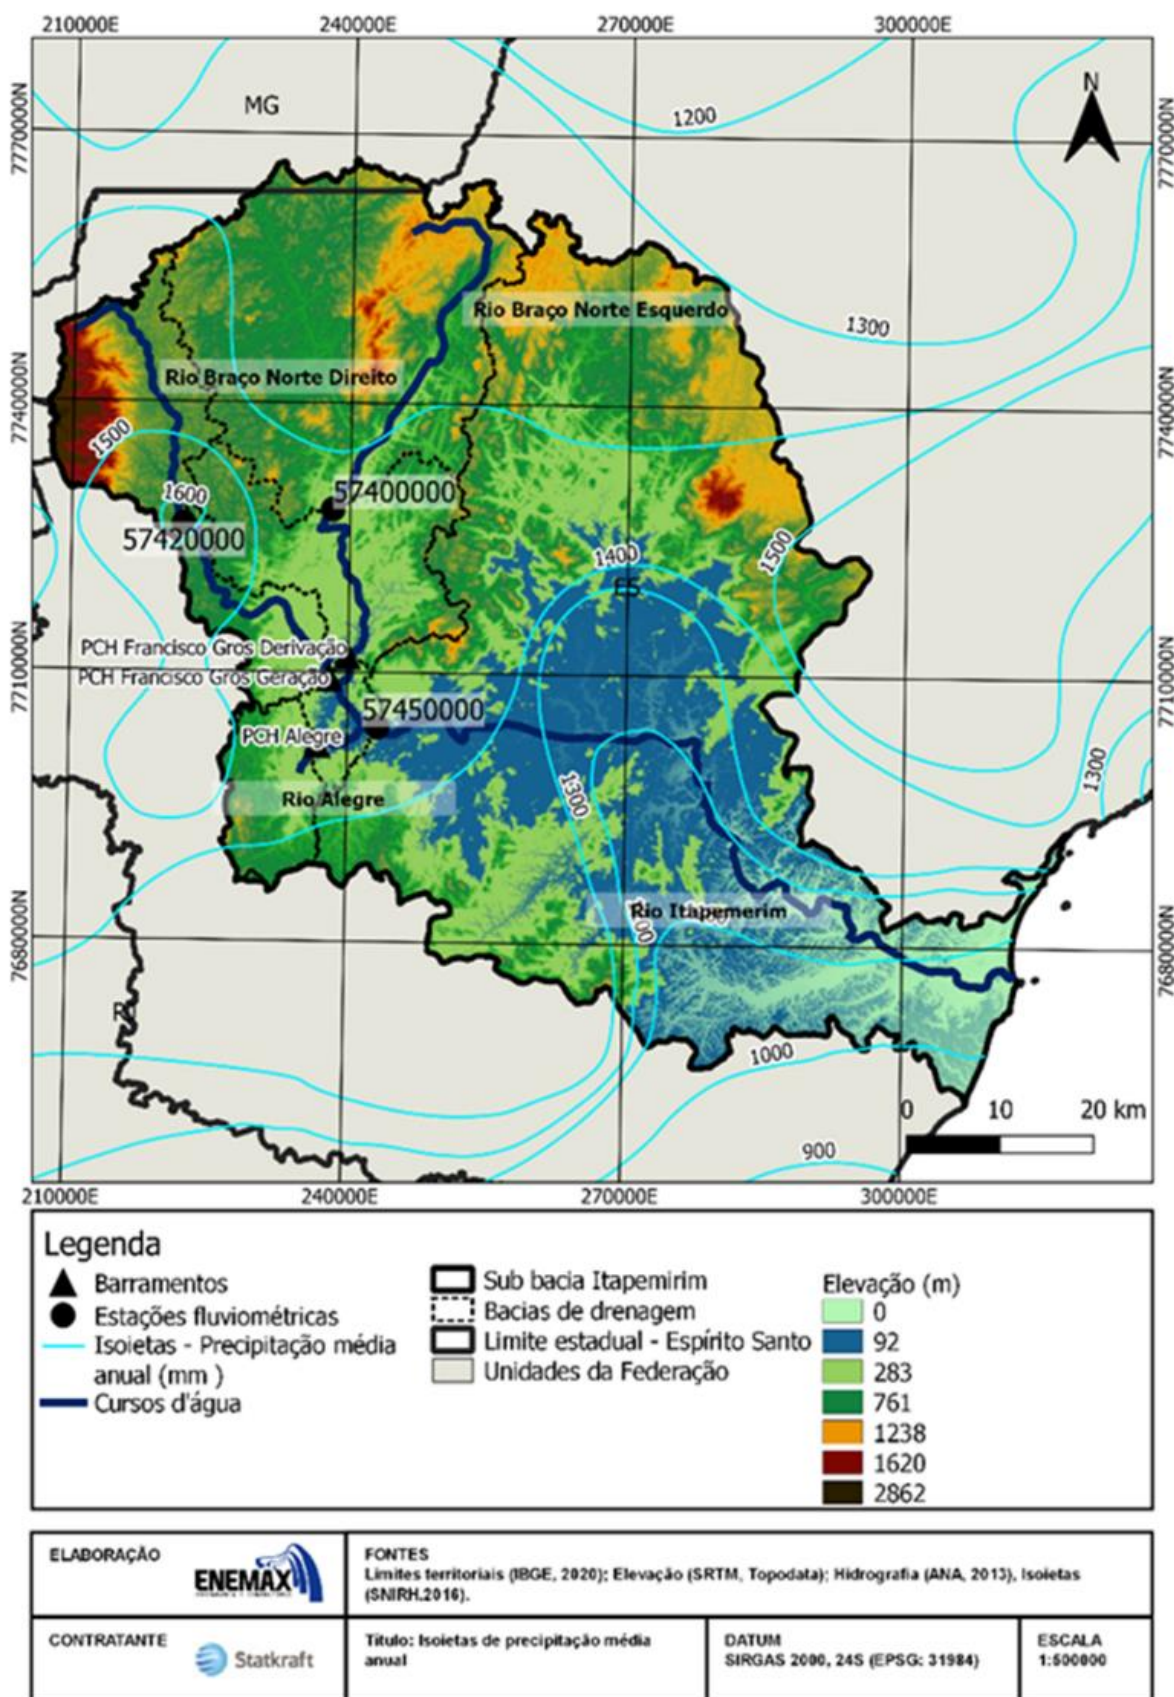 210000E 240000E 270000E 300000E
7770000N
7770000N
MG
N
1200
1300
Rio Braço Norte Esquerdo
Rio Braço Norte Direito
7740000N
7740000N
1500
1600
57400000
57420000
1400
1500
ES
PCH Francisco Gros Derivação
PCH Francisco Gros Geração
7710000N
7710000N
57450000
PCH Alegre
Rio Alegre
1300
1300
Rio Itapemerim
7680000N
7680000N
1000
0 10 20 km
900
210000E 240000E 270000E 300000E
Legenda
Barramentos
Estações fluviométricas
Isoietas - Precipitação média
anual (mm )
Cursos d'água
Sub bacia Itapemirim
Bacias de drenagem
Limite estadual - Espírito Santo
Unidades da Federação
Elevação (m)
0
92
283
761
1238
1620
2862
ELABORAÇÃO
ENEMAX
FONTES
Limites territoriais (IBGE, 2020); Elevação (SRTM, Topodata); Hidrografia (ANA, 2013), Isoietas
(SNIRH.2016).
CONTRATANTE
Statkraft
Titulo: Isoietas de precipitação média
anual
DATUM
SIRGAS 2000, 24S (EPSG: 31984)
ESCALA
1:500000